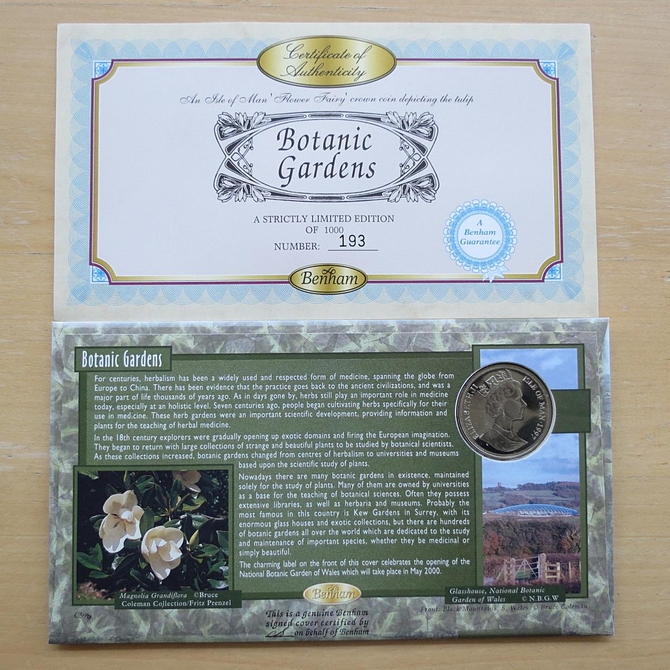 Certificate of
Authenticity
An Isle of Man 'Flower Fairy' crown coin depicting the tulip
Botanic
Gardens
A STRICTLY LIMITED EDITION
OF 1000
NUMBER: 193
A
Benham
Guarantee
Benham
Botanic Gardens
For centuries, herbalism has been a widely used and respected form of medicine, spanning the globe from
Europe to China. There has been evidence that the practice goes back to the ancient civilizations, and was a
major part of life thousands of years ago. As in days gone by, herbs still play an important role in medicine
today, especially at an holistic level. Seven centuries ago, people began cultivating herbs specifically for their
use in medicine. These herb gardens were an important scientific development, providing information and
plants for the teaching of herbal medicine.
In the 18th century explorers were gradually opening up exotic domains and firing the European imagination.
They began to return with large collections of strange and beautiful plants to be studied by botanical scientists.
As these collections increased, botanic gardens changed from centres of herbalism to universities and museums
based upon the scientific study of plants.
Nowadays there are many botanic gardens in existence, maintained
solely for the study of plants. Many of them are owned by universities
as a base for the teaching of botanical sciences. Often they possess
extensive libraries, as well as herbaria and museums. Probably the
most famous in this country is Kew Gardens in Surrey, with its
enormous glass houses and exotic collections, but there are hundreds
of botanic gardens all over the world which are dedicated to the study
and maintenance of important species, whether they be medicinal or
simply beautiful.
The charming label on the front of this cover celebrates the opening of the
National Botanic Garden of Wales which will take place in May 2000.
ELIZABETH II ISLE OF MAN 1997
Magnolia Grandiflora ©Bruce
Coleman Collection/Fritz Prenzel
Benham
This is a genuine Benham
signed cover certified by
on behalf of Benham
Glasshouse, National Botanic
Garden of Wales © N.B.G.W
Front: Black Mountains, S. Wales © Bruce Coleman